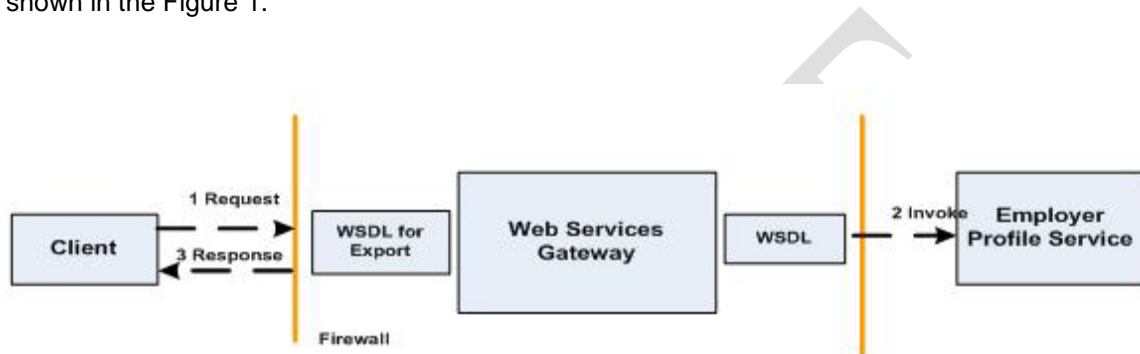 shown in the Figure 1.
1 Request
Client
3 Response
WSDL for
Export
Web Services
Gateway
WSDL
2 Invoke
Employer
Profile Service
Firewall